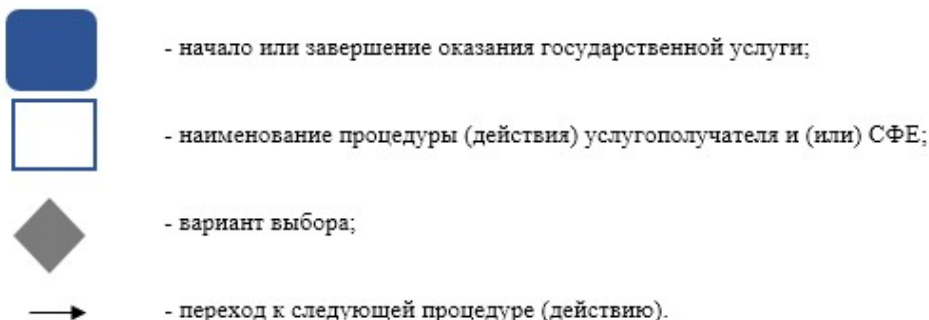 - начало или завершение оказания государственной услуги;
- наименование процедуры (действия) услугополучателя и (или) СФЕ;
- вариант выбора;
- переход к следующей процедуре (действию).